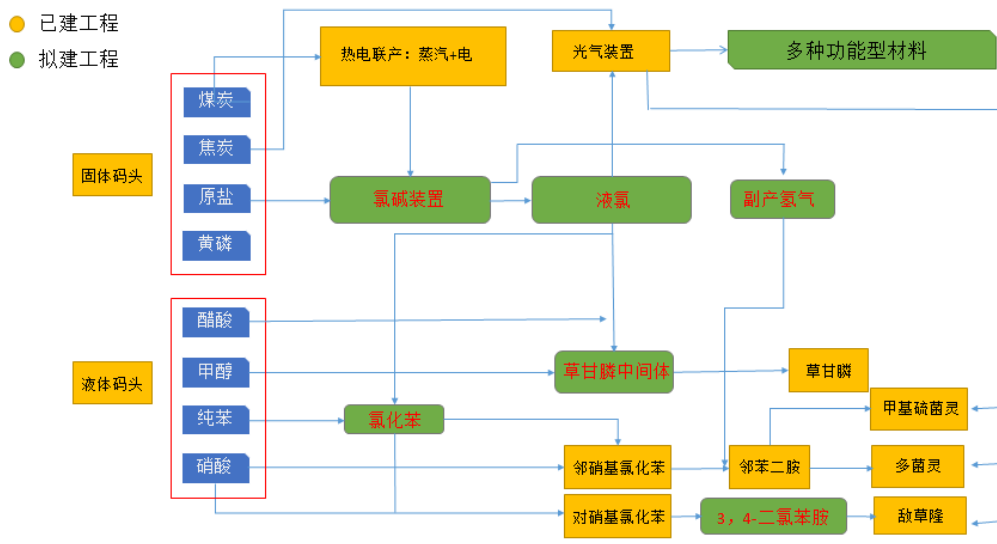 已建工程
拟建工程
热电联产：蒸汽+电
光气装置
多种功能型材料
煤炭
焦炭
固体码头
原盐
氯碱装置
液氯
副产氢气
黄磷
醋酸
液体码头
甲醇
草甘膦中间体
草甘膦
纯苯
氯化苯
甲基硫菌灵
硝酸
邻硝基氯化苯
邻苯二胺
多菌灵
对硝基氯化苯
3，4-二氯苯胺
敌草隆